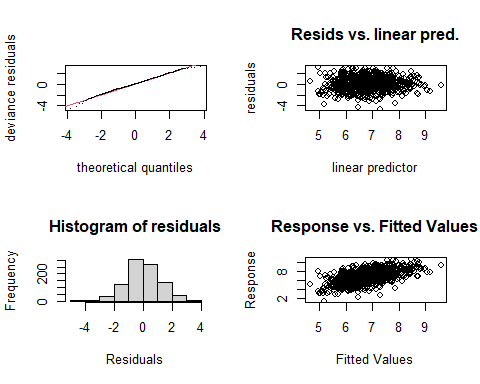 deviance residuals
-4 0
-4 -2 0 2 4
theoretical quantiles
Resids vs. linear pred.
residuals
-4 0
5 6 7 8 9
linear predictor
Histogram of residuals
Frequency
0 200
-4 -2 0 2 4
Residuals
Response vs. Fitted Values
Response
2 8
5 6 7 8 9
Fitted Values